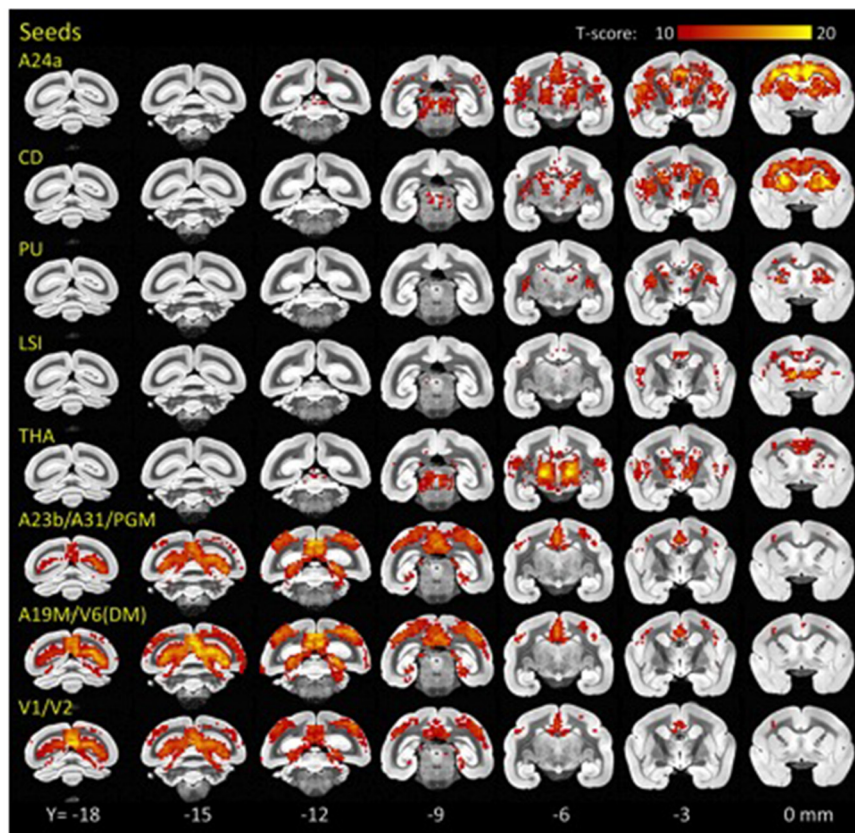 Seeds
T-score: 10 20
A24a
CD
PU
LSI
THA
A23b/A31/PGM
A19M/V6(DM)
V1/V2
Y= -18 -15 -12 -9 -6 -3 0 mm